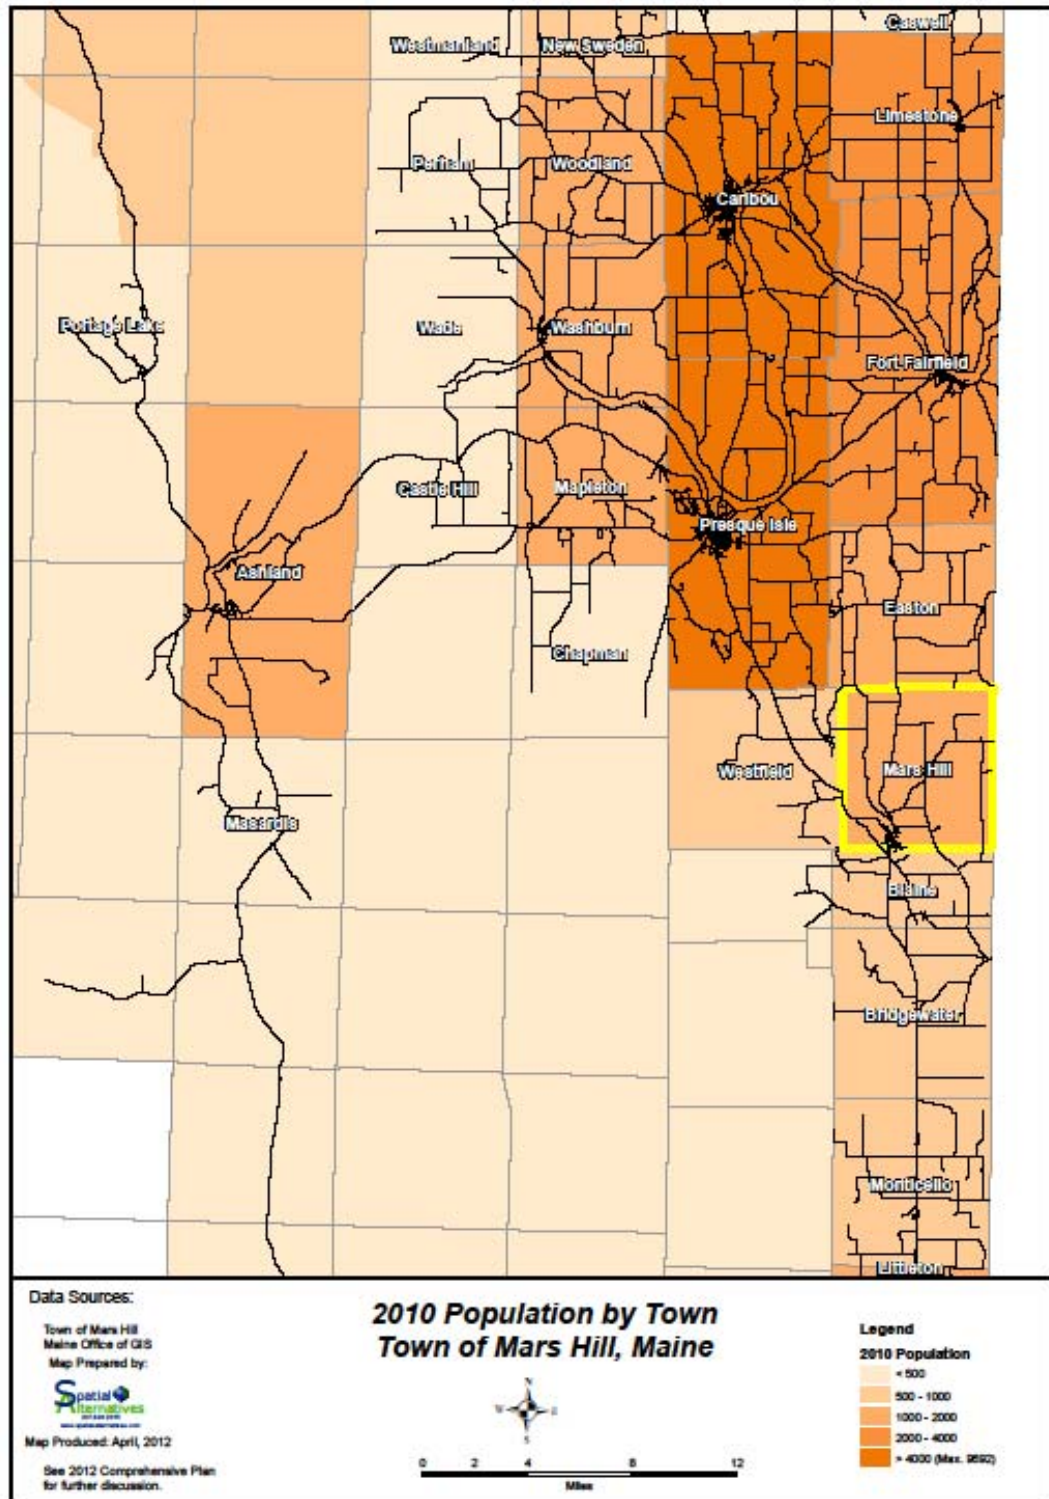 Caswell
Westmanland
New Sweden
Limestone
Perham
Woodland
Caribou
Portage Lake
Wade
Washburn
Fort Fairfield
Castle Hill
Mapleton
Presque Isle
Ashland
Easton
Chapman
Westfield
Mars Hill
Masardis
Blaine
Bridgewater
Monticello
Littleton
Data Sources:
Town of Mars Hill
Maine Office of GIS
Map Prepared by:
Spatial
Alternatives
Map Produced: April, 2012
See 2012 Comprehensive Plan
for further discussion.
2010 Population by Town
Town of Mars Hill, Maine
N
W E
S
0 2 4 8 12
Miles
Legend
2010 Population
< 500
500 - 1000
1000 - 2000
2000 - 4000
> 4000 (Max. 9692)